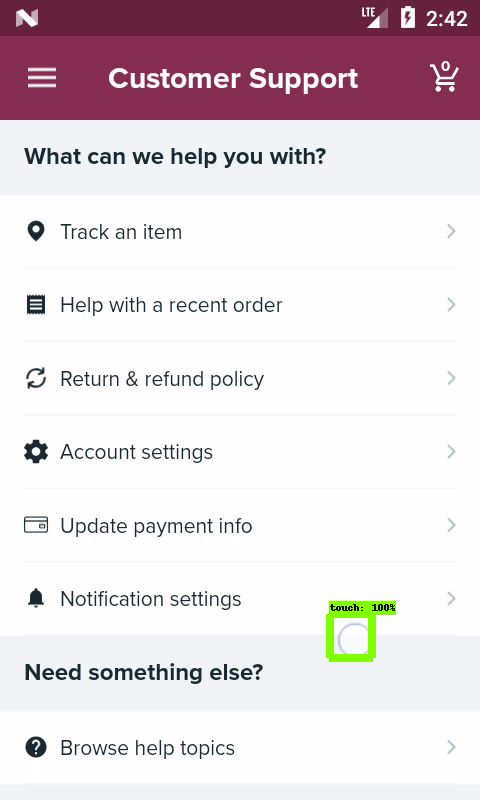 LTE
2:42
Customer Support
0
What can we help you with?
Track an item
Help with a recent order
Return & refund policy
Account settings
Update payment info
Notification settings
touch: 100%
Need something else?
Browse help topics